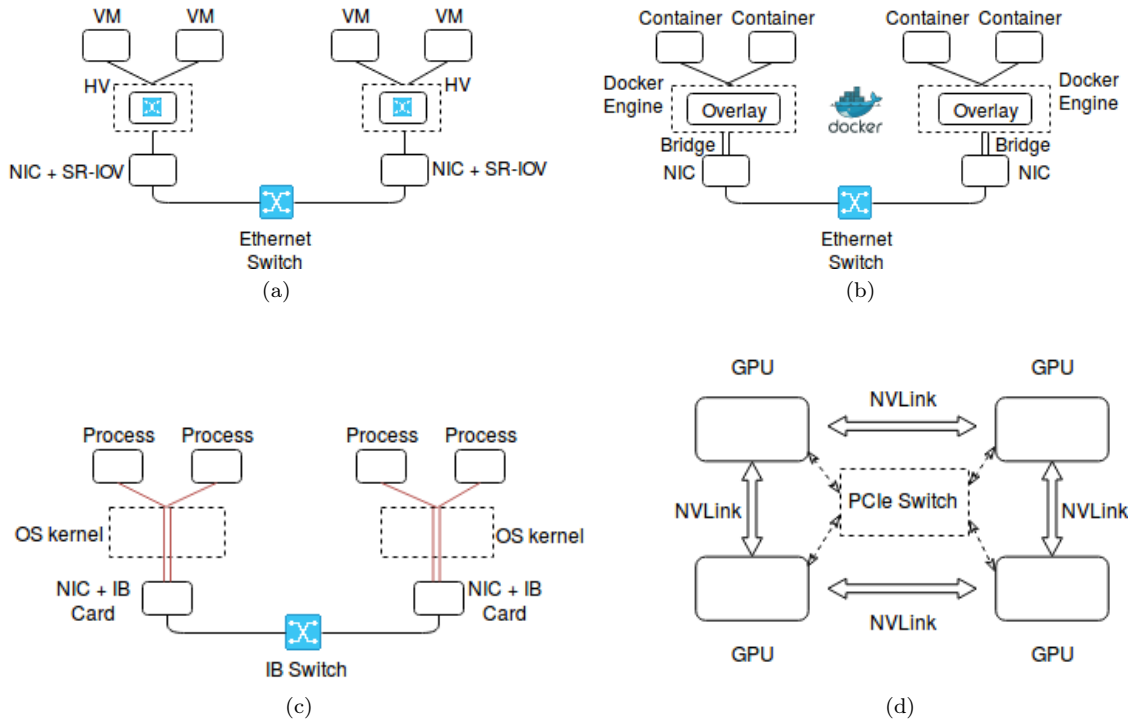 VM VM
HV
NIC + SR-IOV
VM VM
HV
NIC + SR-IOV
Ethernet
Switch
(a)
Container Container
Docker
Engine
Overlay
Bridge
NIC
docker
Container Container
Docker
Engine
Overlay
Bridge
NIC
Ethernet
Switch
(b)
Process Process
OS kernel
NIC + IB
Card
Process Process
OS kernel
NIC + IB
Card
IB Switch
(c)
GPU
GPU
NVLink
NVLink
PCIe Switch
NVLink
NVLink
GPU
GPU
(d)